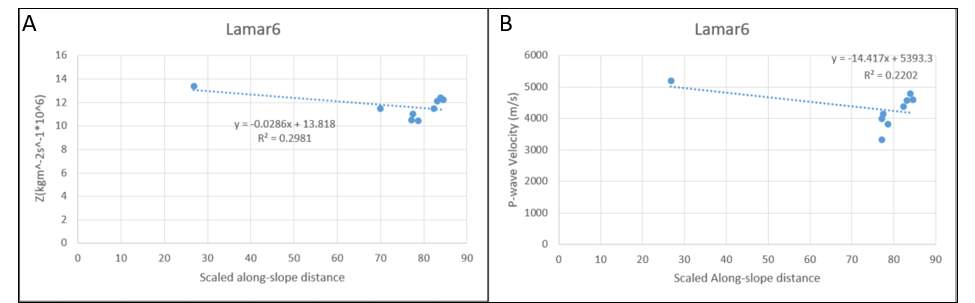 A
Lamar6
16
14
12
10
8
6
4
2
0
Z(kgm^-2s^-1*10^6)
y = -0.0286x + 13.818
R² = 0.2981
0 10 20 30 40 50 60 70 80 90
Scaled along-slope distance
B
Lamar6
6000
5000
4000
3000
2000
1000
0
P-wave Velocity (m/s)
y = -14.417x + 5393.3
R² = 0.2202
0 10 20 30 40 50 60 70 80 90
Scaled Along-slope distance